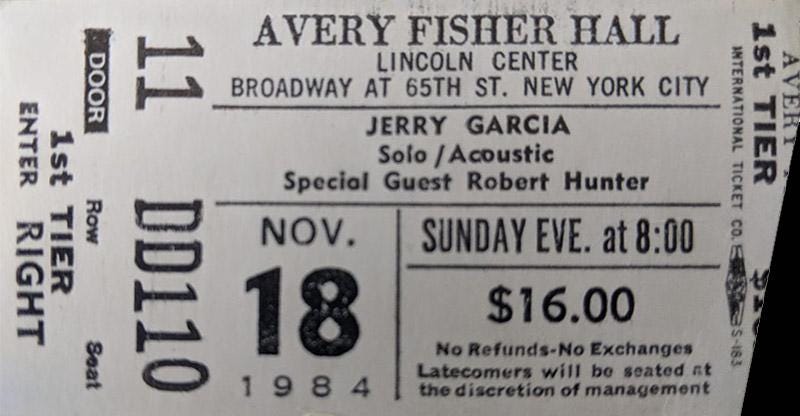 AVERY FISHER HALL
LINCOLN CENTER
BROADWAY AT 65TH ST. NEW YORK CITY
JERRY GARCIA
Solo/Acoustic
Special Guest Robert Hunter
NOV.
18
1984
SUNDAY EVE. at 8:00
$16.00
No Refunds-No Exchanges
Latecomers will be seated at
the discretion of management
11
DD110
DOOR
Row
Seat
1st TIER
ENTER RIGHT
AVERY
1st TIER
INTERNATIONAL TICKET CO.